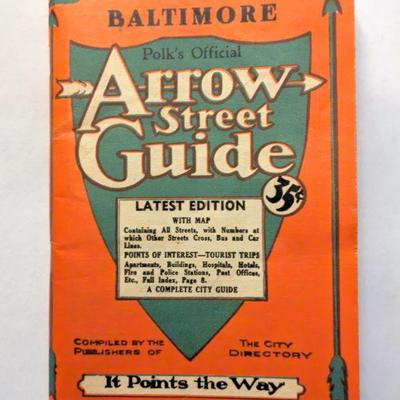 BALTIMORE
Polk's Official
Arrow
Street
Guide
35¢
LATEST EDITION
WITH MAP
Containing All Streets, with Numbers at
which Other Streets Cross, Bus and Car
Lines.
POINTS OF INTEREST—TOURIST TRIPS
Apartments, Buildings, Hospitals, Hotels,
Fire and Police Stations, Post Offices,
Etc., Full Index, Page 8.
A COMPLETE CITY GUIDE
COMPILED BY THE
PUBLISHERS OF
THE CITY
DIRECTORY
It Points the Way